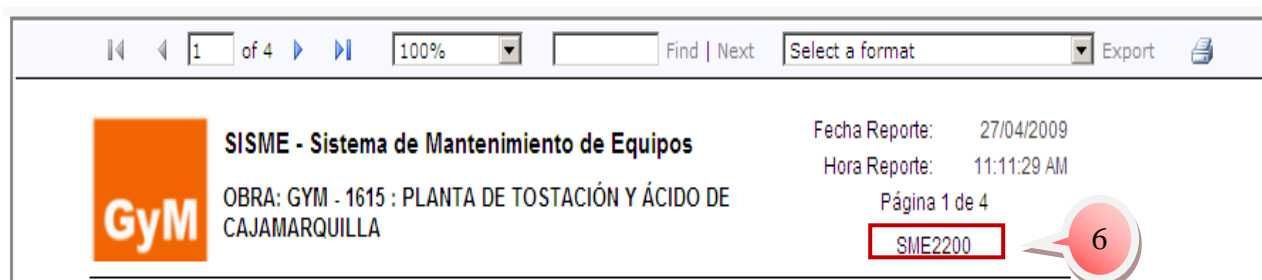 1 of 4 100% Find | Next Select a format Export
SISME - Sistema de Mantenimiento de Equipos
OBRA: GYM - 1615 : PLANTA DE TOSTACIÓN Y ÁCIDO DE
CAJAMARQUILLA
GyM
Fecha Reporte: 27/04/2009
Hora Reporte: 11:11:29 AM
Página 1 de 4
SME2200
6